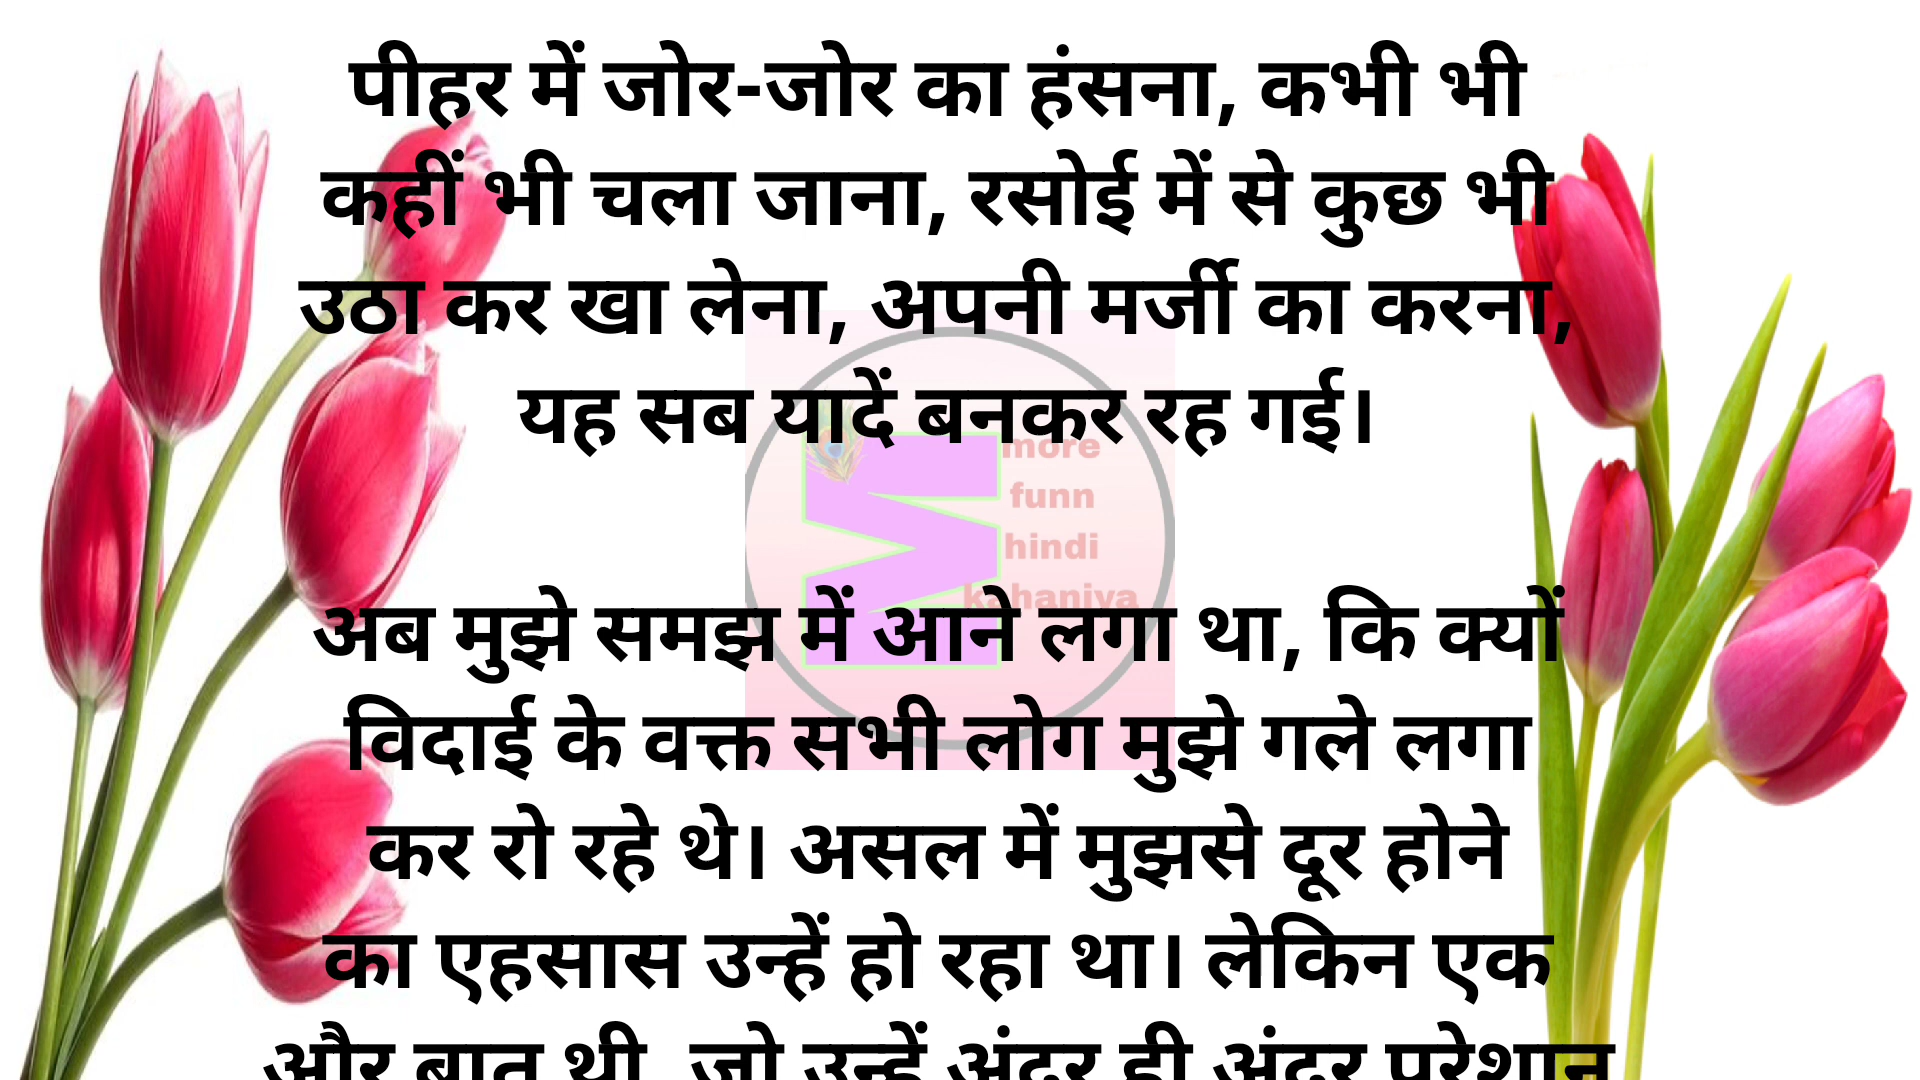 पीहर में जोर-जोर का हंसना, कभी भी
कहीं भी चला जाना, रसोई में से कुछ भी
उठा कर खा लेना, अपनी मर्जी का करना,
यह सब यादें बनकर रह गई।
M
more
funn
hindi
kahaniya
अब मुझे समझ में आने लगा था, कि क्यों
विदाई के वक्त सभी लोग मुझे गले लगा
कर रो रहे थे। असल में मुझसे दूर होने
का एहसास उन्हें हो रहा था। लेकिन एक
और बात थी, जो उन्हें अंदर ही अंदर परेशान